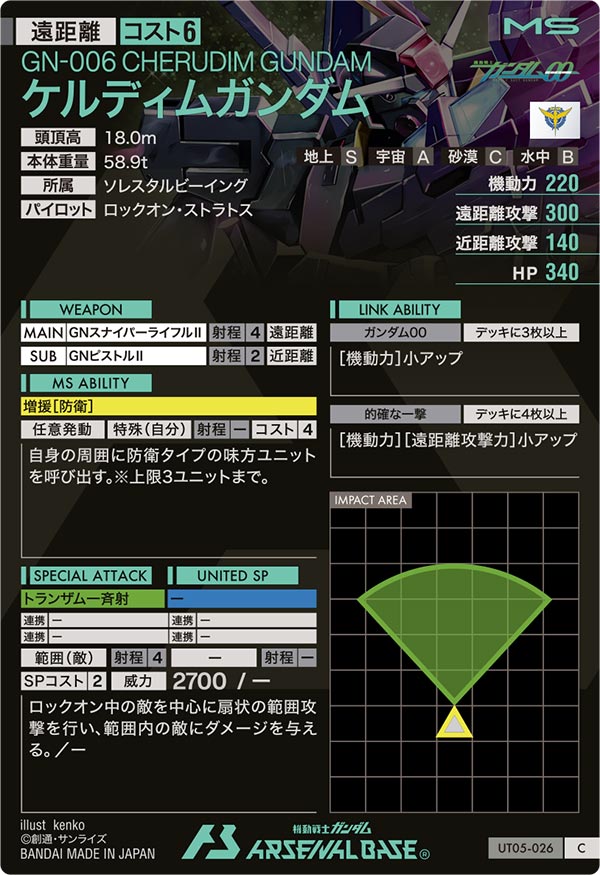 遠距離 コスト6 MS
GN-006 CHERUDIM GUNDAM
ケルディムガンダム
機動戦士ガンダム00
頭頂高 18.0m
本体重量 58.9t
所属 ソレスタルビーイング
パイロット ロックオン・ストラトス
地上 S 宇宙 A 砂漠 C 水中 B
機動力 220
遠距離攻撃 300
近距離攻撃 140
HP 340
WEAPON
MAIN GNスナイパーライフルII 射程 4 遠距離
SUB GNピストルII 射程 2 近距離
MS ABILITY
増援[防衛]
任意発動 特殊(自分) 射程 ー コスト 4
自身の周囲に防衛タイプの味方ユニット
を呼び出す。※上限3ユニットまで。
LINK ABILITY
ガンダム00 デッキに3枚以上
[機動力]小アップ
的確な一撃 デッキに4枚以上
[機動力][遠距離攻撃力]小アップ
SPECIAL ATTACK UNITED SP
トランザム一斉射 ー
連携 ー 連携 ー
連携 ー 連携 ー
範囲(敵) 射程 4 ー 射程 ー
SPコスト 2 威力 2700 / ー
ロックオン中の敵を中心に扇状の範囲攻
撃を行い、範囲内の敵にダメージを与え
る。/ー
IMPACT AREA
illust kenko
©創通・サンライズ
BANDAI MADE IN JAPAN
機動戦士ガンダム
ARSENAL BASE®
UT05-026 C